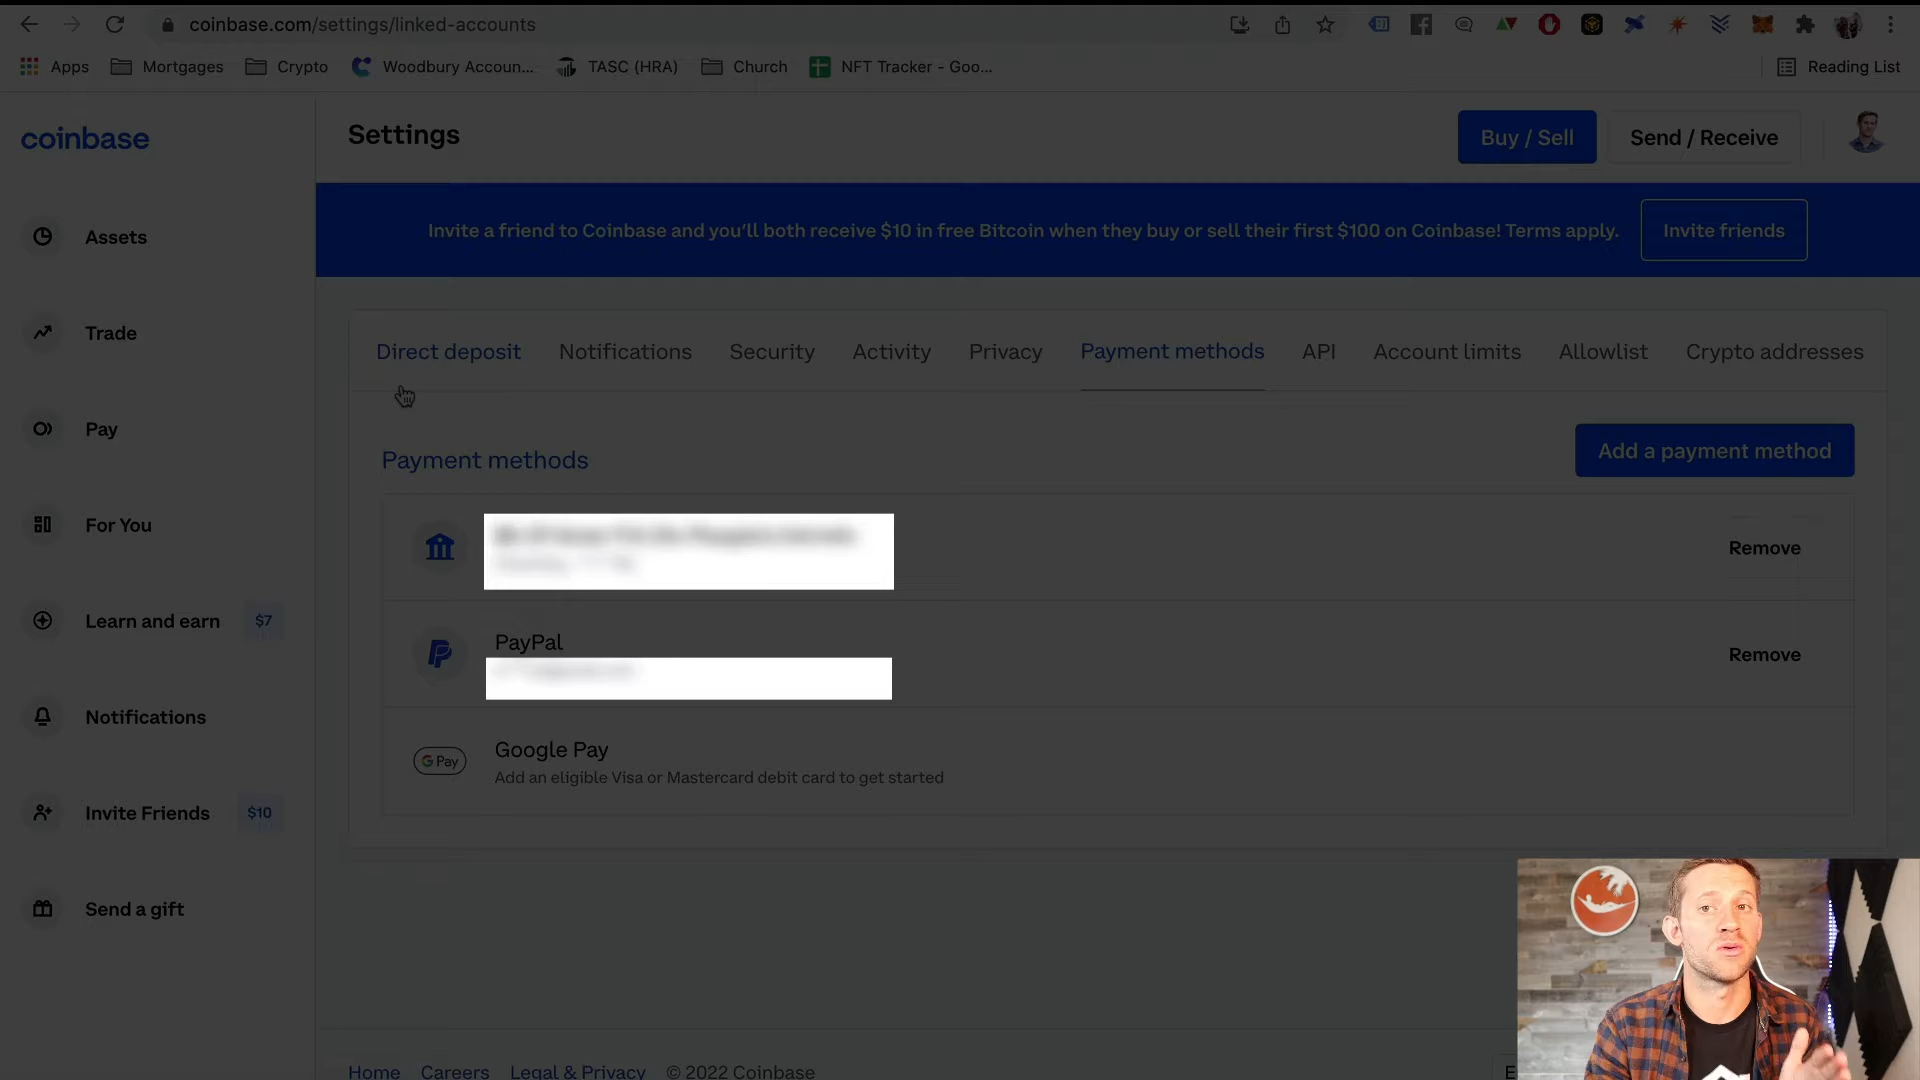 coinbase.com/settings/linked-accounts
Apps
Mortgages
Crypto
Woodbury Accoun...
TASC (HRA)
Church
NFT Tracker - Goo...
Reading List
coinbase
Settings
Buy / Sell
Send / Receive
Invite a friend to Coinbase and you'll both receive $10 in free Bitcoin when they buy or sell their first $100 on Coinbase! Terms apply.
Invite friends
Assets
Trade
Pay
For You
Learn and earn
$7
Notifications
Invite Friends
$10
Send a gift
Direct deposit
Notifications
Security
Activity
Privacy
Payment methods
API
Account limits
Allowlist
Crypto addresses
Payment methods
Add a payment method
Remove
PayPal
Remove
G Pay
Google Pay
Add an eligible Visa or Mastercard debit card to get started
Home
Careers
Legal & Privacy
© 2022 Coinbase